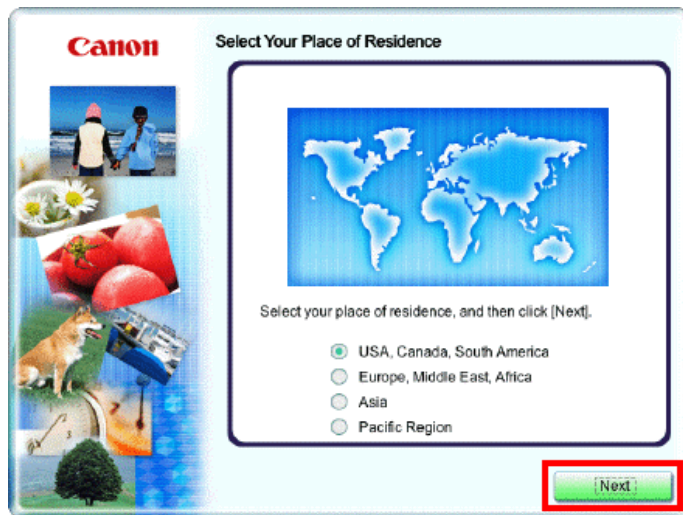 Canon
Select Your Place of Residence
Select your place of residence, and then click [Next].
USA, Canada, South America
Europe, Middle East, Africa
Asia
Pacific Region
Next